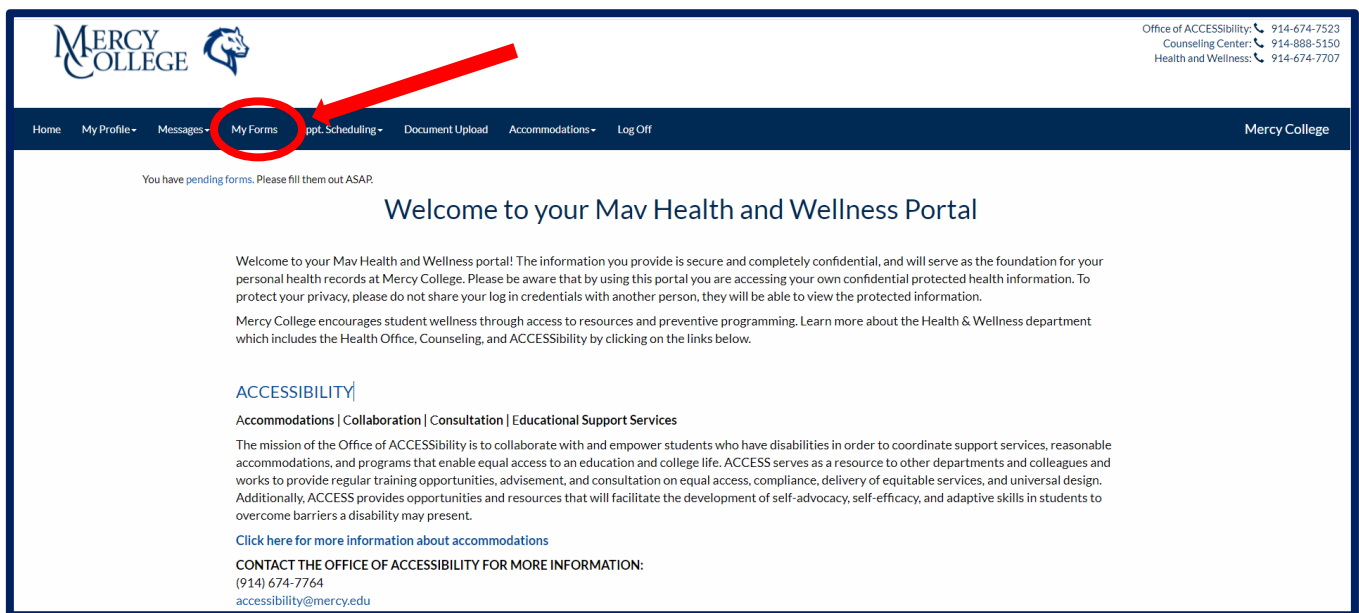 MERCY
COLLEGE
Office of ACCESSibility: 914-674-7523
Counseling Center: 914-888-5150
Health and Wellness: 914-674-7707
Home My Profile Messages My Forms ppt. Scheduling Document Upload Accommodations Log Off Mercy College
You have pending forms. Please fill them out ASAP.
Welcome to your Mav Health and Wellness Portal
Welcome to your Mav Health and Wellness portal! The information you provide is secure and completely confidential, and will serve as the foundation for your
personal health records at Mercy College. Please be aware that by using this portal you are accessing your own confidential protected health information. To
protect your privacy, please do not share your log in credentials with another person, they will be able to view the protected information.
Mercy College encourages student wellness through access to resources and preventive programming. Learn more about the Health & Wellness department
which includes the Health Office, Counseling, and ACCESSibility by clicking on the links below.
ACCESSIBILITY
Accommodations | Collaboration | Consultation | Educational Support Services
The mission of the Office of ACCESSibility is to collaborate with and empower students who have disabilities in order to coordinate support services, reasonable
accommodations, and programs that enable equal access to an education and college life. ACCESS serves as a resource to other departments and colleagues and
works to provide regular training opportunities, advisement, and consultation on equal access, compliance, delivery of equitable services, and universal design.
Additionally, ACCESS provides opportunities and resources that will facilitate the development of self-advocacy, self-efficacy, and adaptive skills in students to
overcome barriers a disability may present.
Click here for more information about accommodations
CONTACT THE OFFICE OF ACCESSIBILITY FOR MORE INFORMATION:
(914) 674-7764
accessibility@mercy.edu